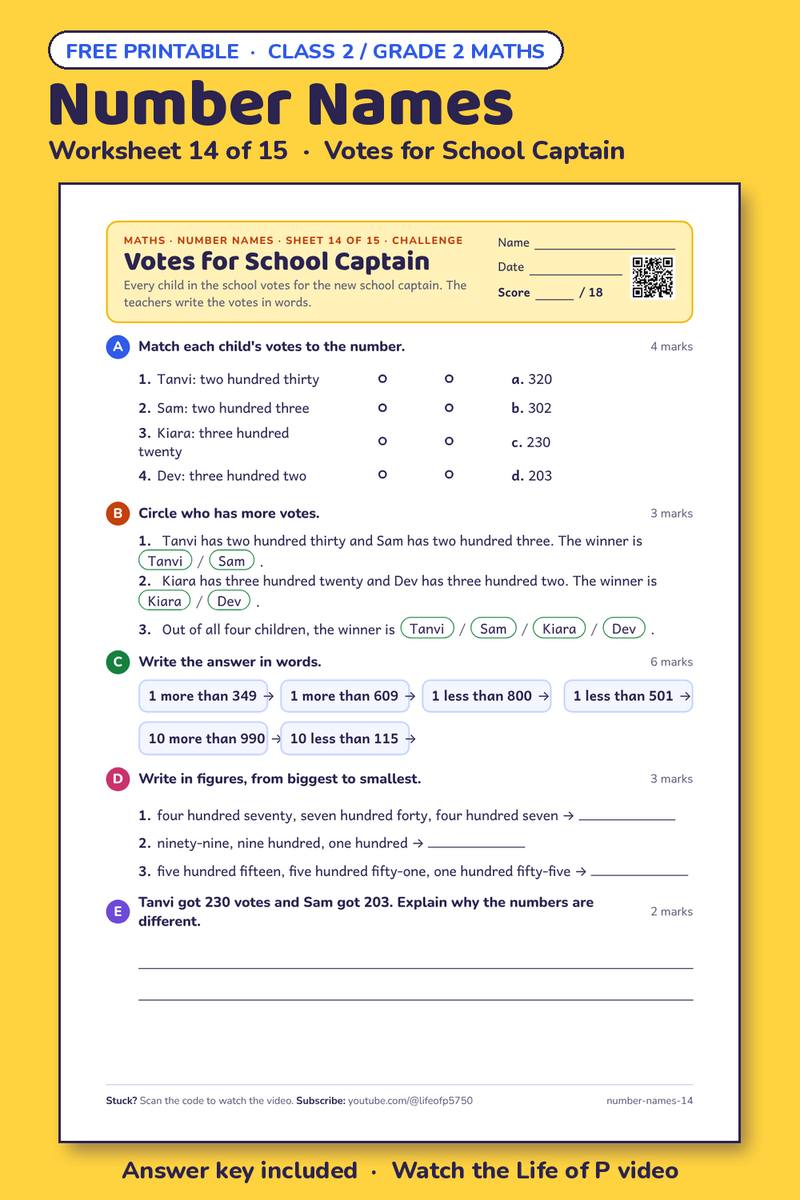 FREE PRINTABLE · CLASS 2 / GRADE 2 MATHS
Number Names
Worksheet 14 of 15 · Votes for School Captain
MATHS · NUMBER NAMES · SHEET 14 OF 15 · CHALLENGE
Votes for School Captain
Every child in the school votes for the new school captain. The
teachers write the votes in words.
Name ____
Date ____
Score ____ / 18
A Match each child's votes to the number. 4 marks
1. Tanvi: two hundred thirty a. 320
2. Sam: two hundred three b. 302
3. Kiara: three hundred
twenty c. 230
4. Dev: three hundred two d. 203
B Circle who has more votes. 3 marks
1. Tanvi has two hundred thirty and Sam has two hundred three. The winner is
Tanvi / Sam .
2. Kiara has three hundred twenty and Dev has three hundred two. The winner is
Kiara / Dev .
3. Out of all four children, the winner is Tanvi / Sam / Kiara / Dev .
C Write the answer in words. 6 marks
1 more than 349 → 1 more than 609 → 1 less than 800 → 1 less than 501 →
10 more than 990 → 10 less than 115 →
D Write in figures, from biggest to smallest. 3 marks
1. four hundred seventy, seven hundred forty, four hundred seven → ____
2. ninety-nine, nine hundred, one hundred → ____
3. five hundred fifteen, five hundred fifty-one, one hundred fifty-five → ____
E Tanvi got 230 votes and Sam got 203. Explain why the numbers are
different. 2 marks
Stuck? Scan the code to watch the video. Subscribe: youtube.com/@lifeofp5750 number-names-14
Answer key included · Watch the Life of P video